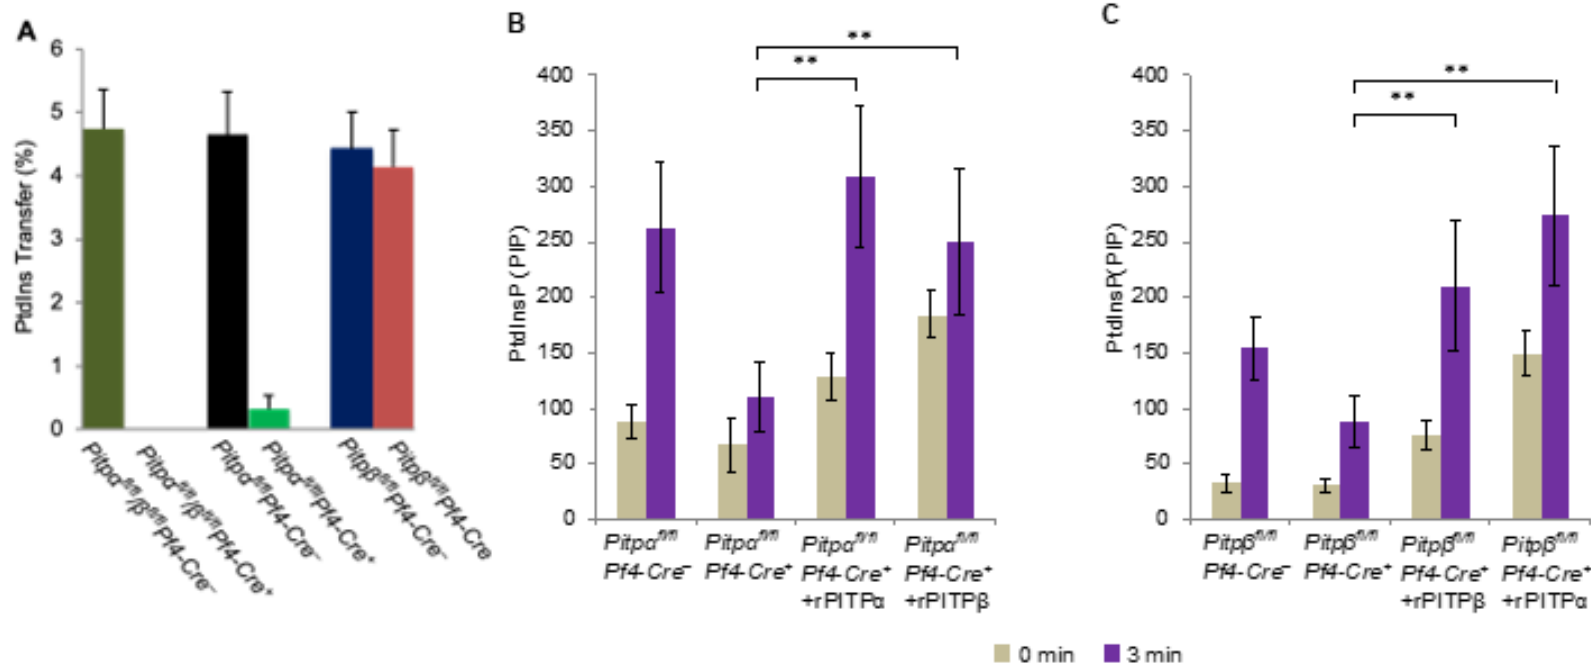 A
PtdIns Transfer (%)
6
5
4
3
2
1
0
Pitpα^fl/fl/β^fl/fl Pf4-Cre⁻
Pitpα^fl/fl/β^fl/fl Pf4-Cre⁺
Pitpα^fl/fl Pf4-Cre⁻
Pitpα^fl/fl Pf4-Cre⁺
Pitpβ^fl/fl Pf4-Cre⁻
Pitpβ^fl/fl Pf4-Cre
B
**
**
PtdInsP (PIP)
400
350
300
250
200
150
100
50
0
Pitpα^fl/fl
Pf4-Cre⁻
Pitpα^fl/fl
Pf4-Cre⁺
Pitpα^fl/fl
Pf4-Cre⁺
+rPITPα
Pitpα^fl/fl
Pf4-Cre⁺
+rPITPβ
C
**
**
PtdInsP(PIP)
400
350
300
250
200
150
100
50
0
Pitpβ^fl/fl
Pf4-Cre⁻
Pitpβ^fl/fl
Pf4-Cre⁺
Pitpβ^fl/fl
Pf4-Cre⁺
+rPITPβ
Pitpβ^fl/fl
Pf4-Cre⁺
+rPITPα
0 min
3 min